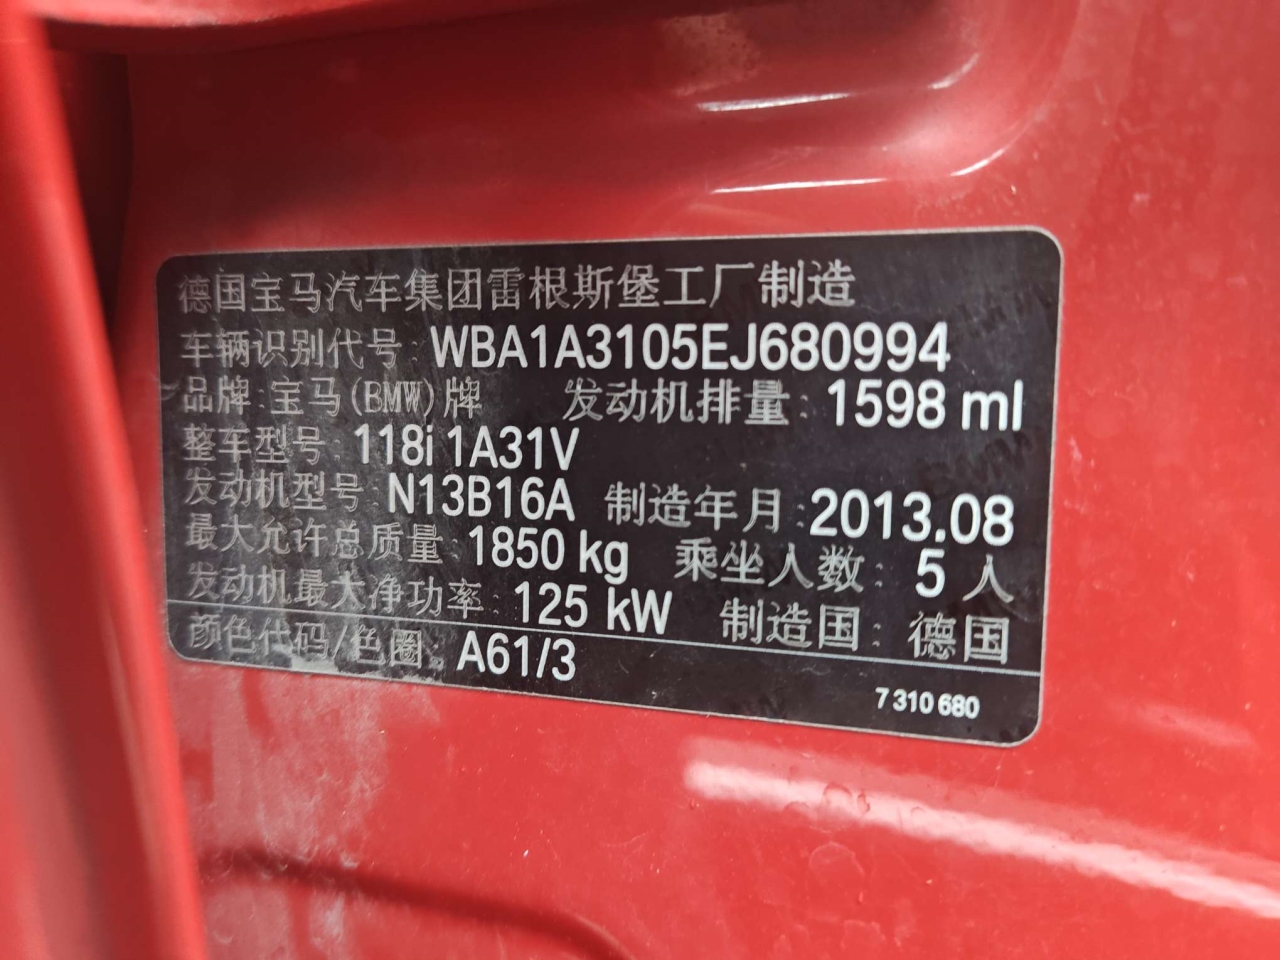 德国宝马汽车集团雷根斯堡工厂制造
车辆识别代号: WBA1A3105EJ680994
品牌:宝马(BMW)牌 发动机排量: 1598 ml
整车型号: 118i 1A31V
发动机型号: N13B16A 制造年月:2013.08
最大允许总质量: 1850 kg 乘坐人数: 5 人
发动机最大净功率: 125 kW 制造国: 德国
颜色代码/色圈: A61/3
7 310 680